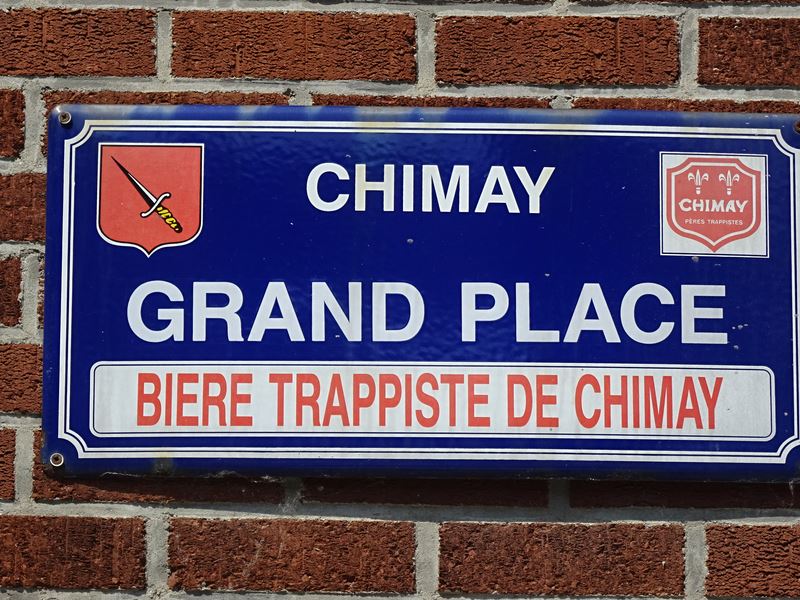 CHIMAY
CHIMAY
PÈRES TRAPPISTES
GRAND PLACE
BIERE TRAPPISTE DE CHIMAY